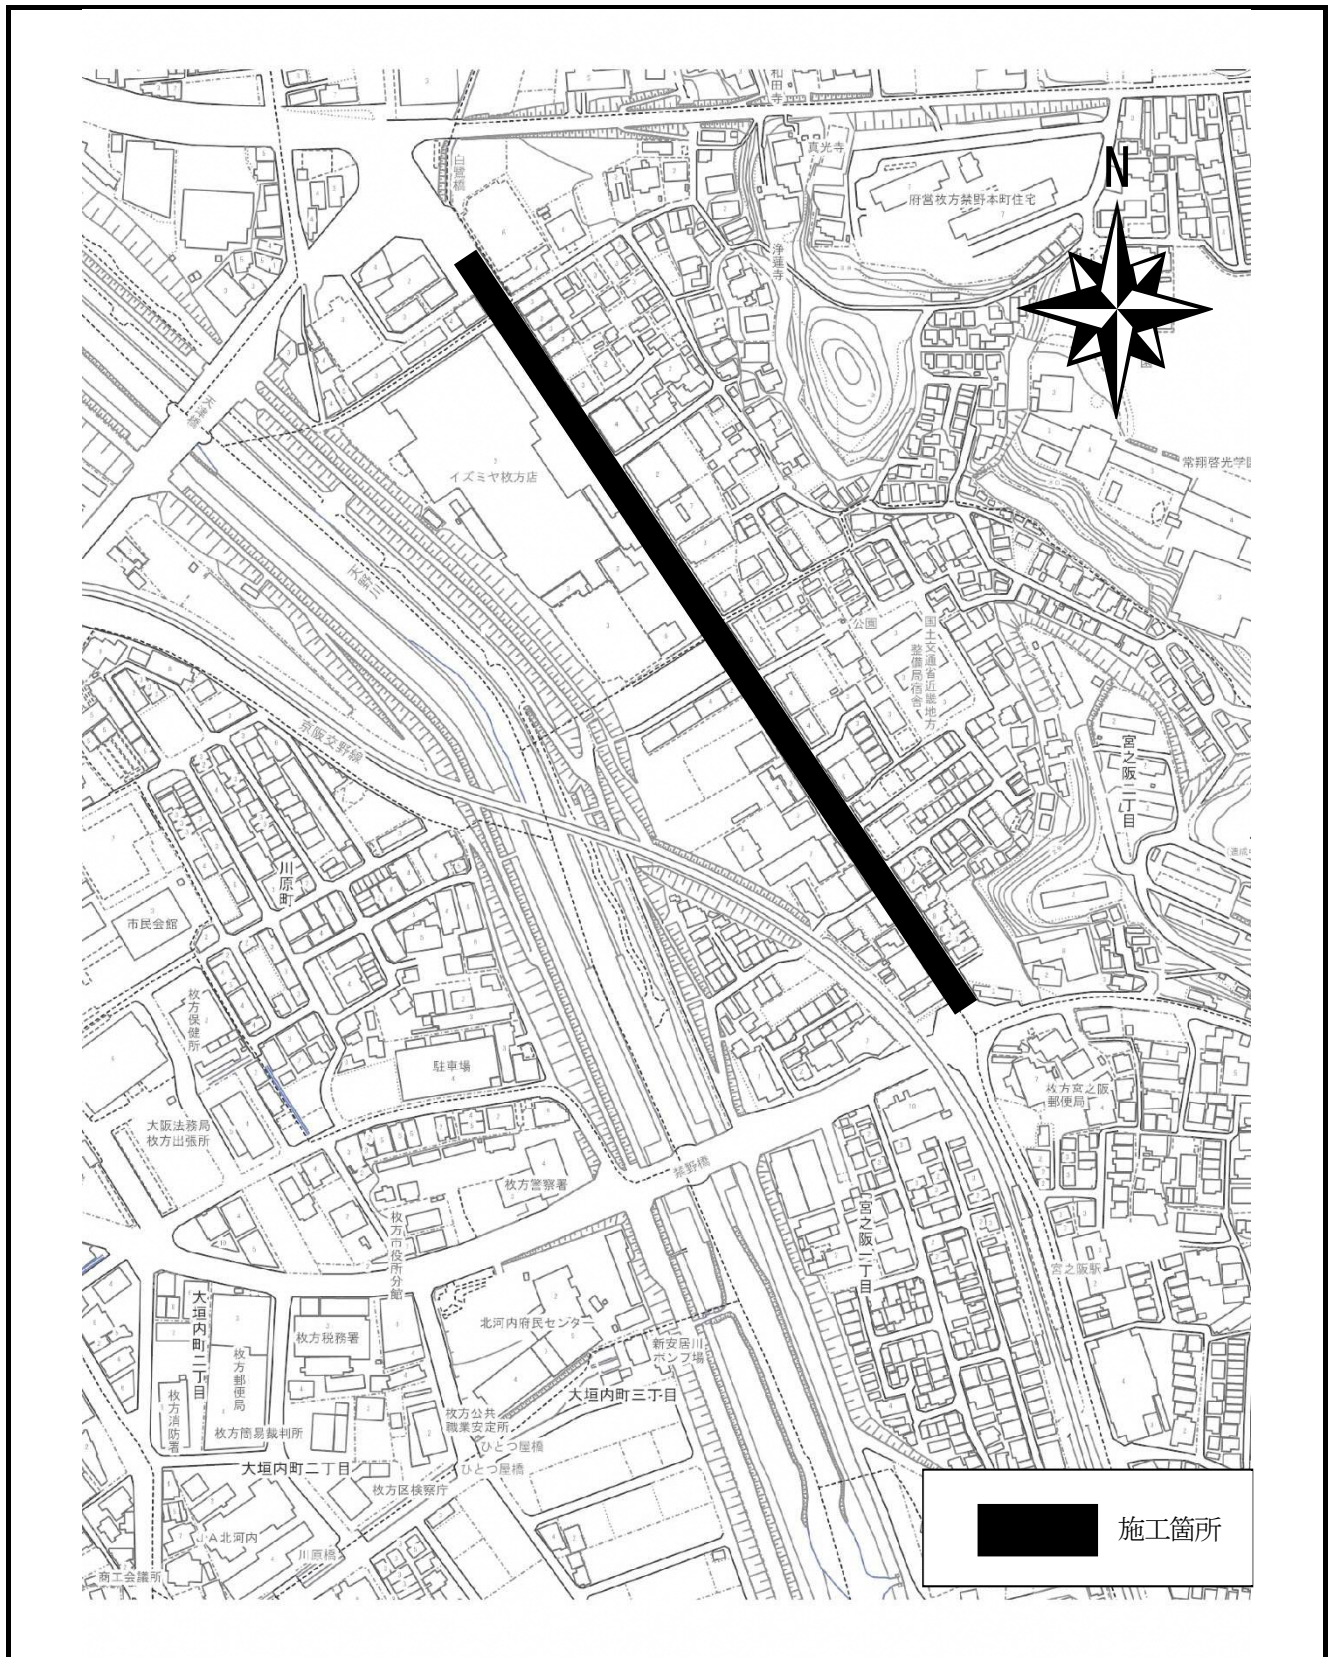 和田寺
真光寺
白鷺橋
N
府営枚方禁野本町住宅
浄蓮寺
園
天津橋
常翔啓光学園
イズミヤ枚方店
天野川
公園
国土交通省近畿地方
整備局宿舎
京阪交野線
宮之阪二丁目
川原町
市民会館
枚方保健所
駐車場
枚方宮之阪
郵便局
大阪法務局
枚方出張所
禁野橋
枚方警察署
宮之阪一丁目
枚方市役所分館
宮之阪駅
大垣内町二丁目
北河内府民センター
枚方税務署
新安居川
ポンプ場
枚方郵便局
大垣内町三丁目
枚方消防署
枚方公共
職業安定所
枚方簡易裁判所
ひとつ屋橋
大垣内町二丁目
ひとつ屋橋
枚方区検察庁
施工箇所
JA北河内
川原橋
商工会議所